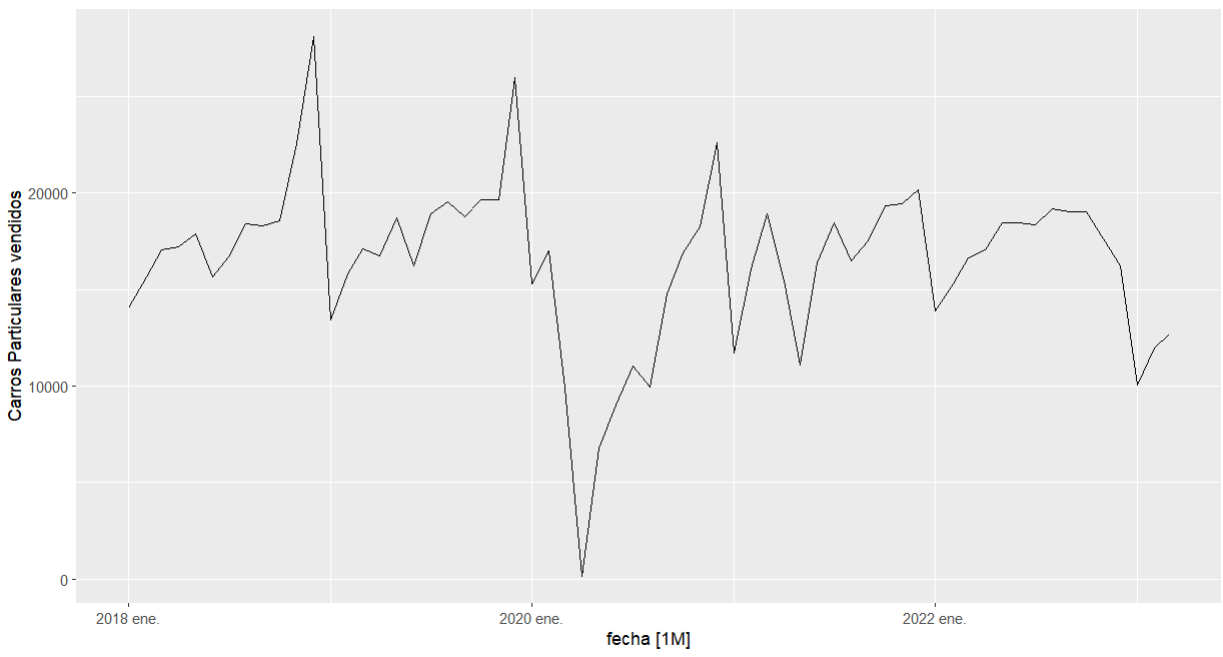 Carros Particulares vendidos
20000
10000
0
2018 ene.
2020 ene.
2022 ene.
fecha [1M]